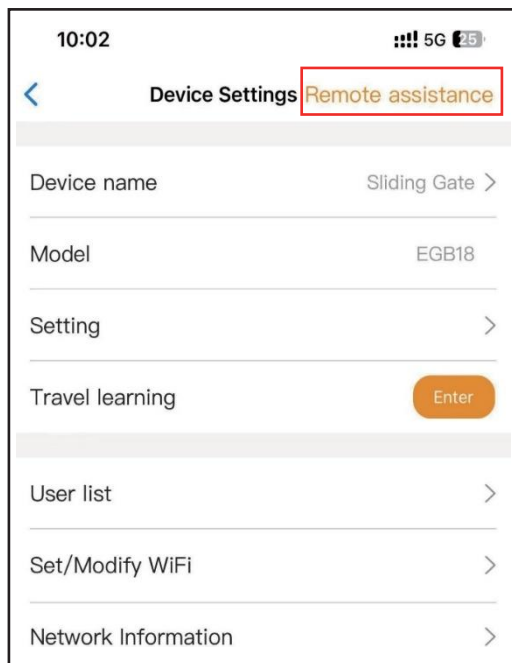 10:02 5G 25
Device Settings Remote assistance
Device name Sliding Gate
Model EGB18
Setting
Travel learning Enter
User list
Set/Modify WiFi
Network Information